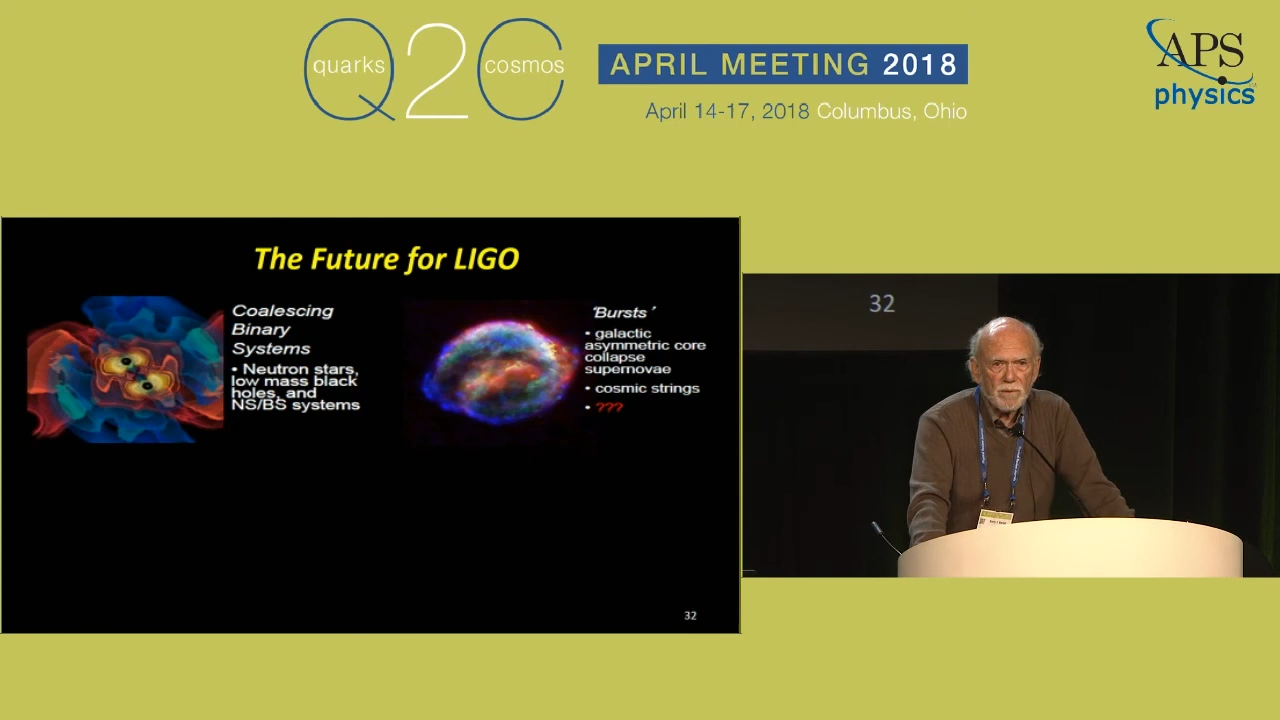 quarks Q2C cosmos
APRIL MEETING 2018
April 14-17, 2018 Columbus, Ohio
APS
physics
The Future for LIGO
Coalescing
Binary
Systems
• Neutron stars,
low mass black
holes, and
NS/BS systems
‘Bursts’
• galactic
asymmetric core
collapse
supernovae
• cosmic strings
• ???
32
32